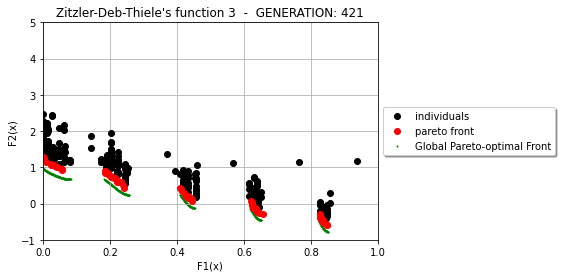 Zitzler-Deb-Thiele's function 3 - GENERATION: 421
5
4
3
2
1
0
−1
F2(x)
0.0 0.2 0.4 0.6 0.8 1.0
F1(x)
individuals
pareto front
Global Pareto-optimal Front